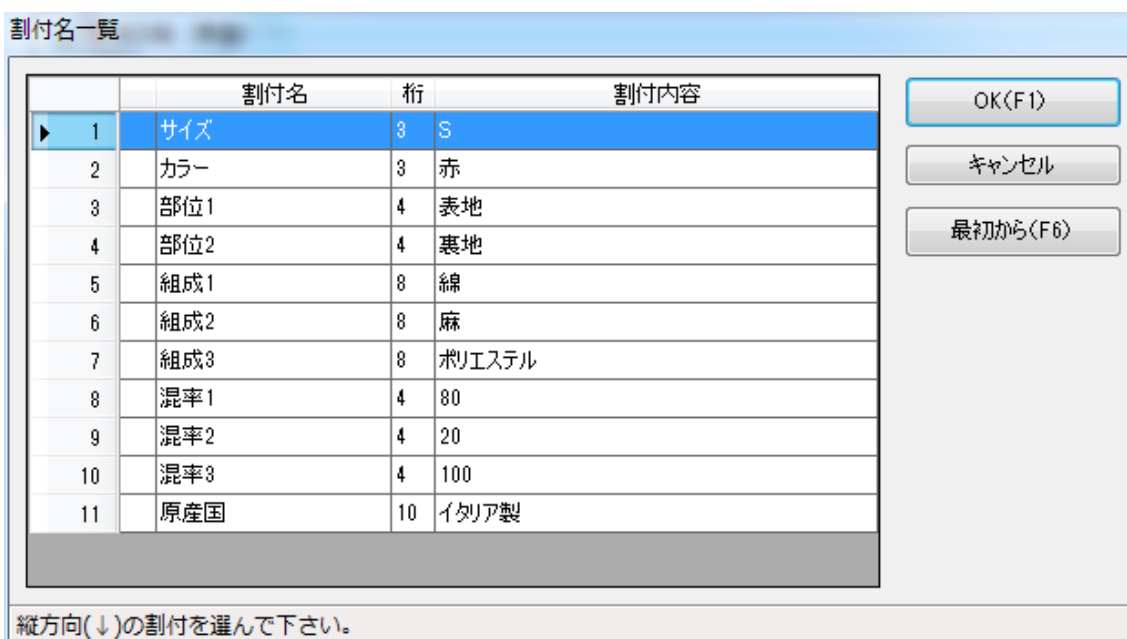 割付名一覧
割付名 桁 割付内容
1 サイズ 3 S
2 カラー 3 赤
3 部位1 4 表地
4 部位2 4 裏地
5 組成1 8 綿
6 組成2 8 麻
7 組成3 8 ポリエステル
8 混率1 4 80
9 混率2 4 20
10 混率3 4 100
11 原産国 10 イタリア製
OK(F1)
キャンセル
最初から(F6)
縦方向(↓)の割付を選んで下さい。